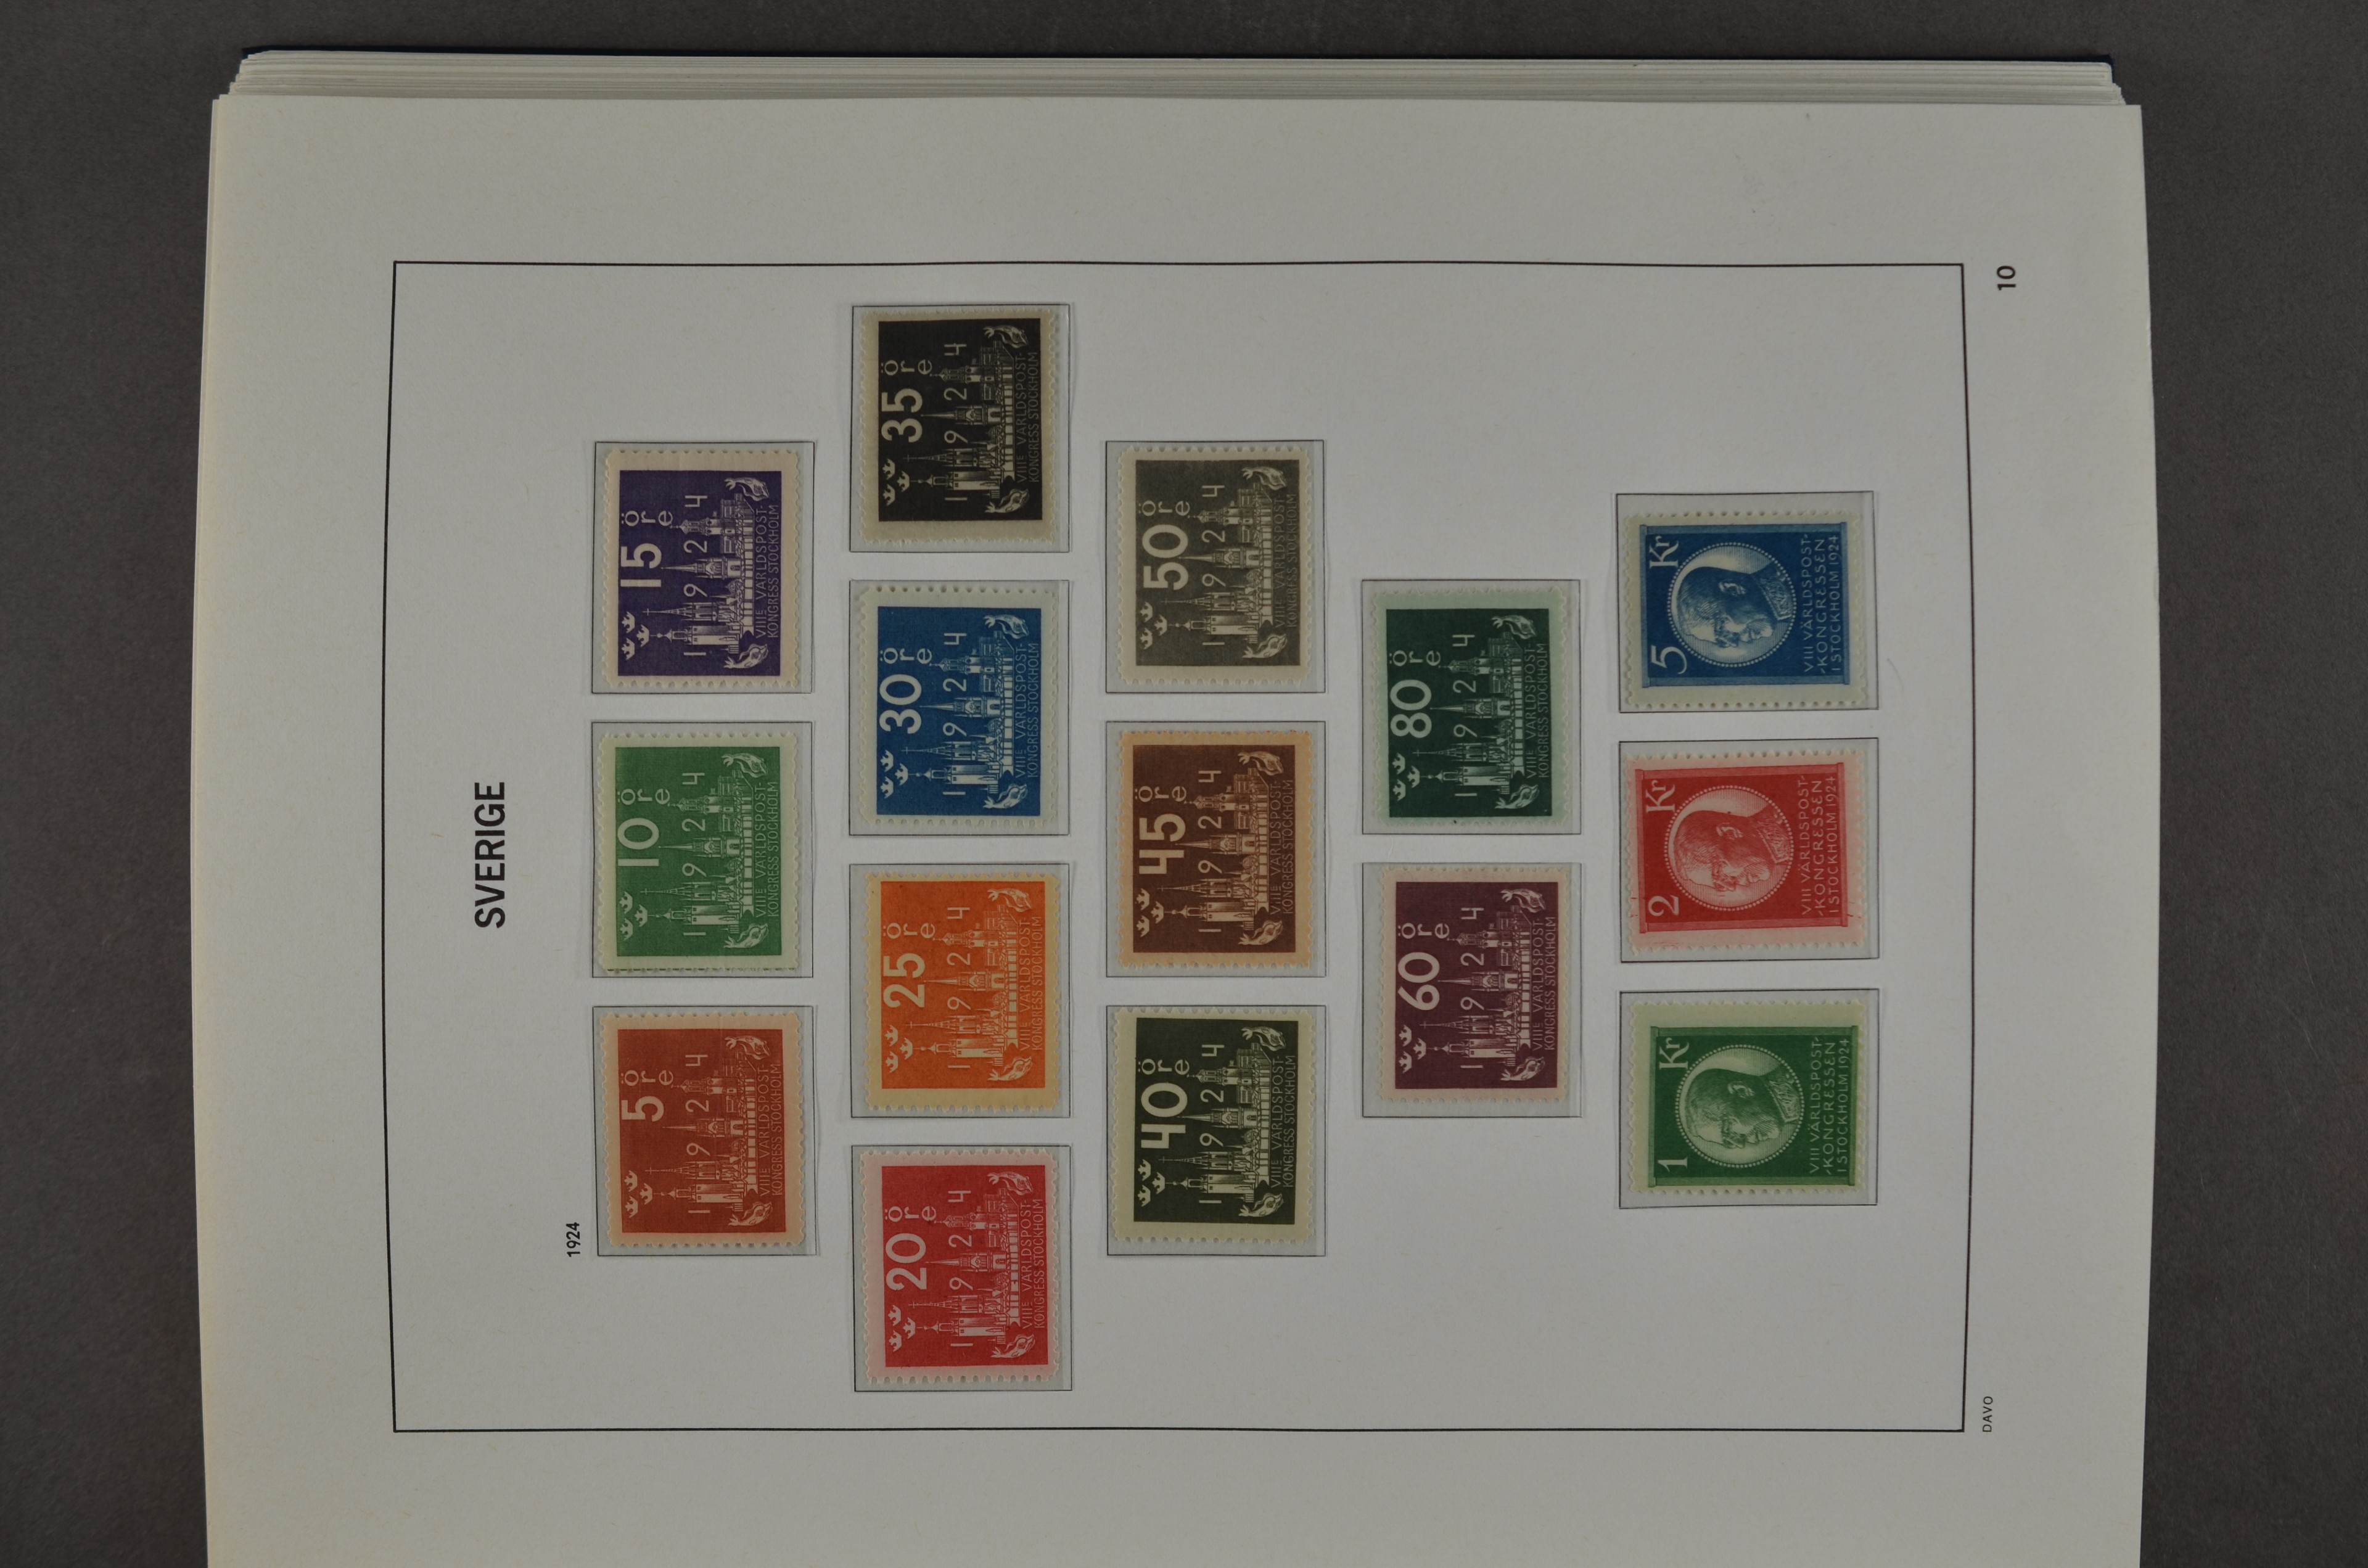 SVERIGE
1924
5 öre
1924
VIIIE VÄRLDSPOST-
KONGRESS STOCKHOLM
10 öre
1924
VIIIE VÄRLDSPOST-
KONGRESS STOCKHOLM
15 öre
1924
VIIIE VÄRLDSPOST-
KONGRESS STOCKHOLM
20 öre
1924
VIIIE VÄRLDSPOST-
KONGRESS STOCKHOLM
25 öre
1924
VIIIE VÄRLDSPOST-
KONGRESS STOCKHOLM
30 öre
1924
VIIIE VÄRLDSPOST-
KONGRESS STOCKHOLM
35 öre
1924
VIIIE VÄRLDSPOST-
KONGRESS STOCKHOLM
40 öre
1924
VIIIE VÄRLDSPOST-
KONGRESS STOCKHOLM
45 öre
1924
VIIIE VÄRLDSPOST-
KONGRESS STOCKHOLM
50 öre
1924
VIIIE VÄRLDSPOST-
KONGRESS STOCKHOLM
60 öre
1924
VIIIE VÄRLDSPOST-
KONGRESS STOCKHOLM
80 öre
1924
VIIIE VÄRLDSPOST-
KONGRESS STOCKHOLM
1 Kr
VIII VÄRLDSPOST-
KONGRESSEN
I STOCKHOLM 1924
2 Kr
VIII VÄRLDSPOST-
KONGRESSEN
I STOCKHOLM 1924
5 Kr
VIII VÄRLDSPOST-
KONGRESSEN
I STOCKHOLM 1924
DAVO
10